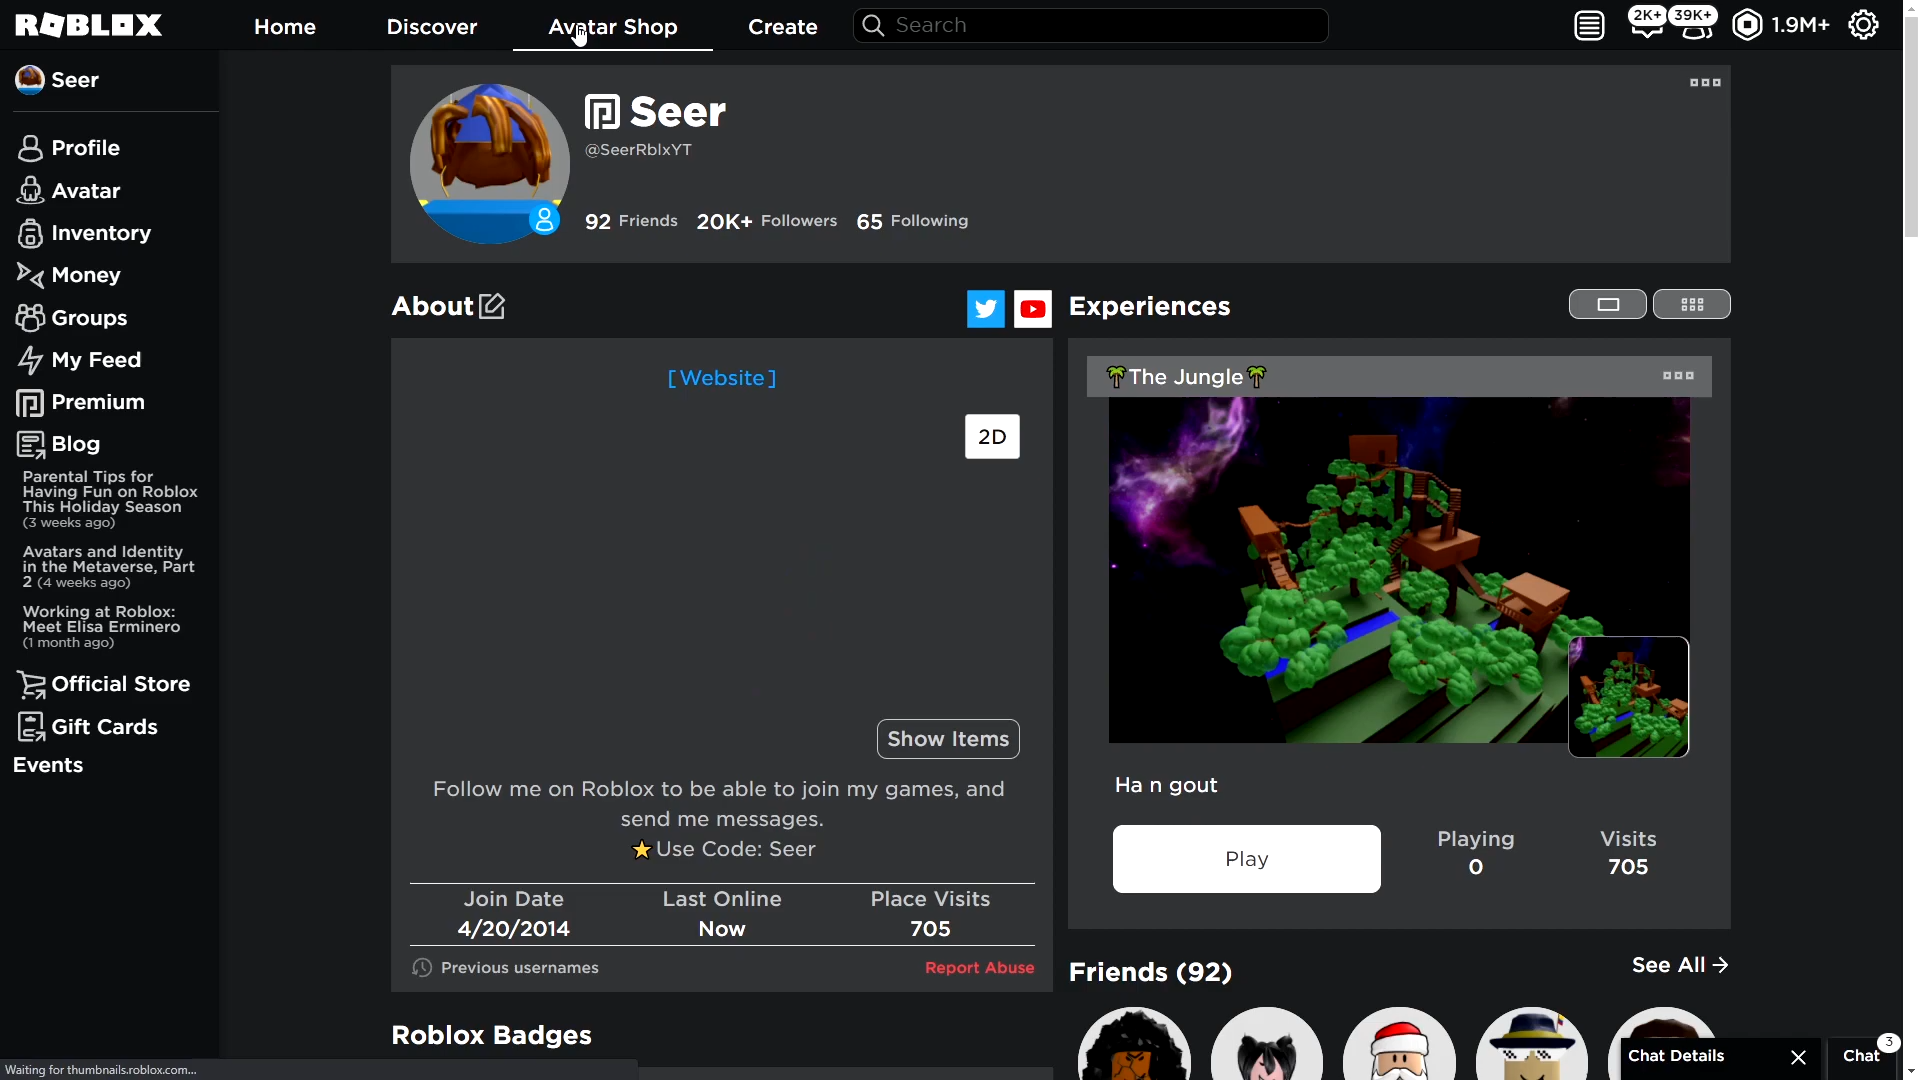 ROBLOX
Home
Discover
Avatar Shop
Create
Search
2K+
39K+
1.9M+
Seer
Profile
Avatar
Inventory
Money
Groups
My Feed
Premium
Blog
Parental Tips for
Having Fun on Roblox
This Holiday Season
(3 weeks ago)
Avatars and Identity
in the Metaverse, Part
2 (4 weeks ago)
Working at Roblox:
Meet Elisa Erminero
(1 month ago)
Official Store
Gift Cards
Events
Seer
@SeerRblxYT
92 Friends 20K+ Followers 65 Following
About
[Website]
2D
Show Items
Follow me on Roblox to be able to join my games, and
send me messages.
⭐Use Code: Seer
Join Date
4/20/2014
Last Online
Now
Place Visits
705
Previous usernames
Report Abuse
Roblox Badges
Experiences
🌴The Jungle🌴
Ha n gout
Play
Playing
0
Visits
705
Friends (92)
See All →
Chat Details
Chat
3
Waiting for thumbnails.roblox.com...